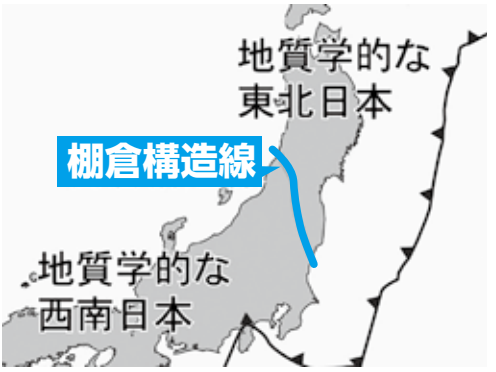 地質学的な
東北日本
棚倉構造線
地質学的な
西南日本